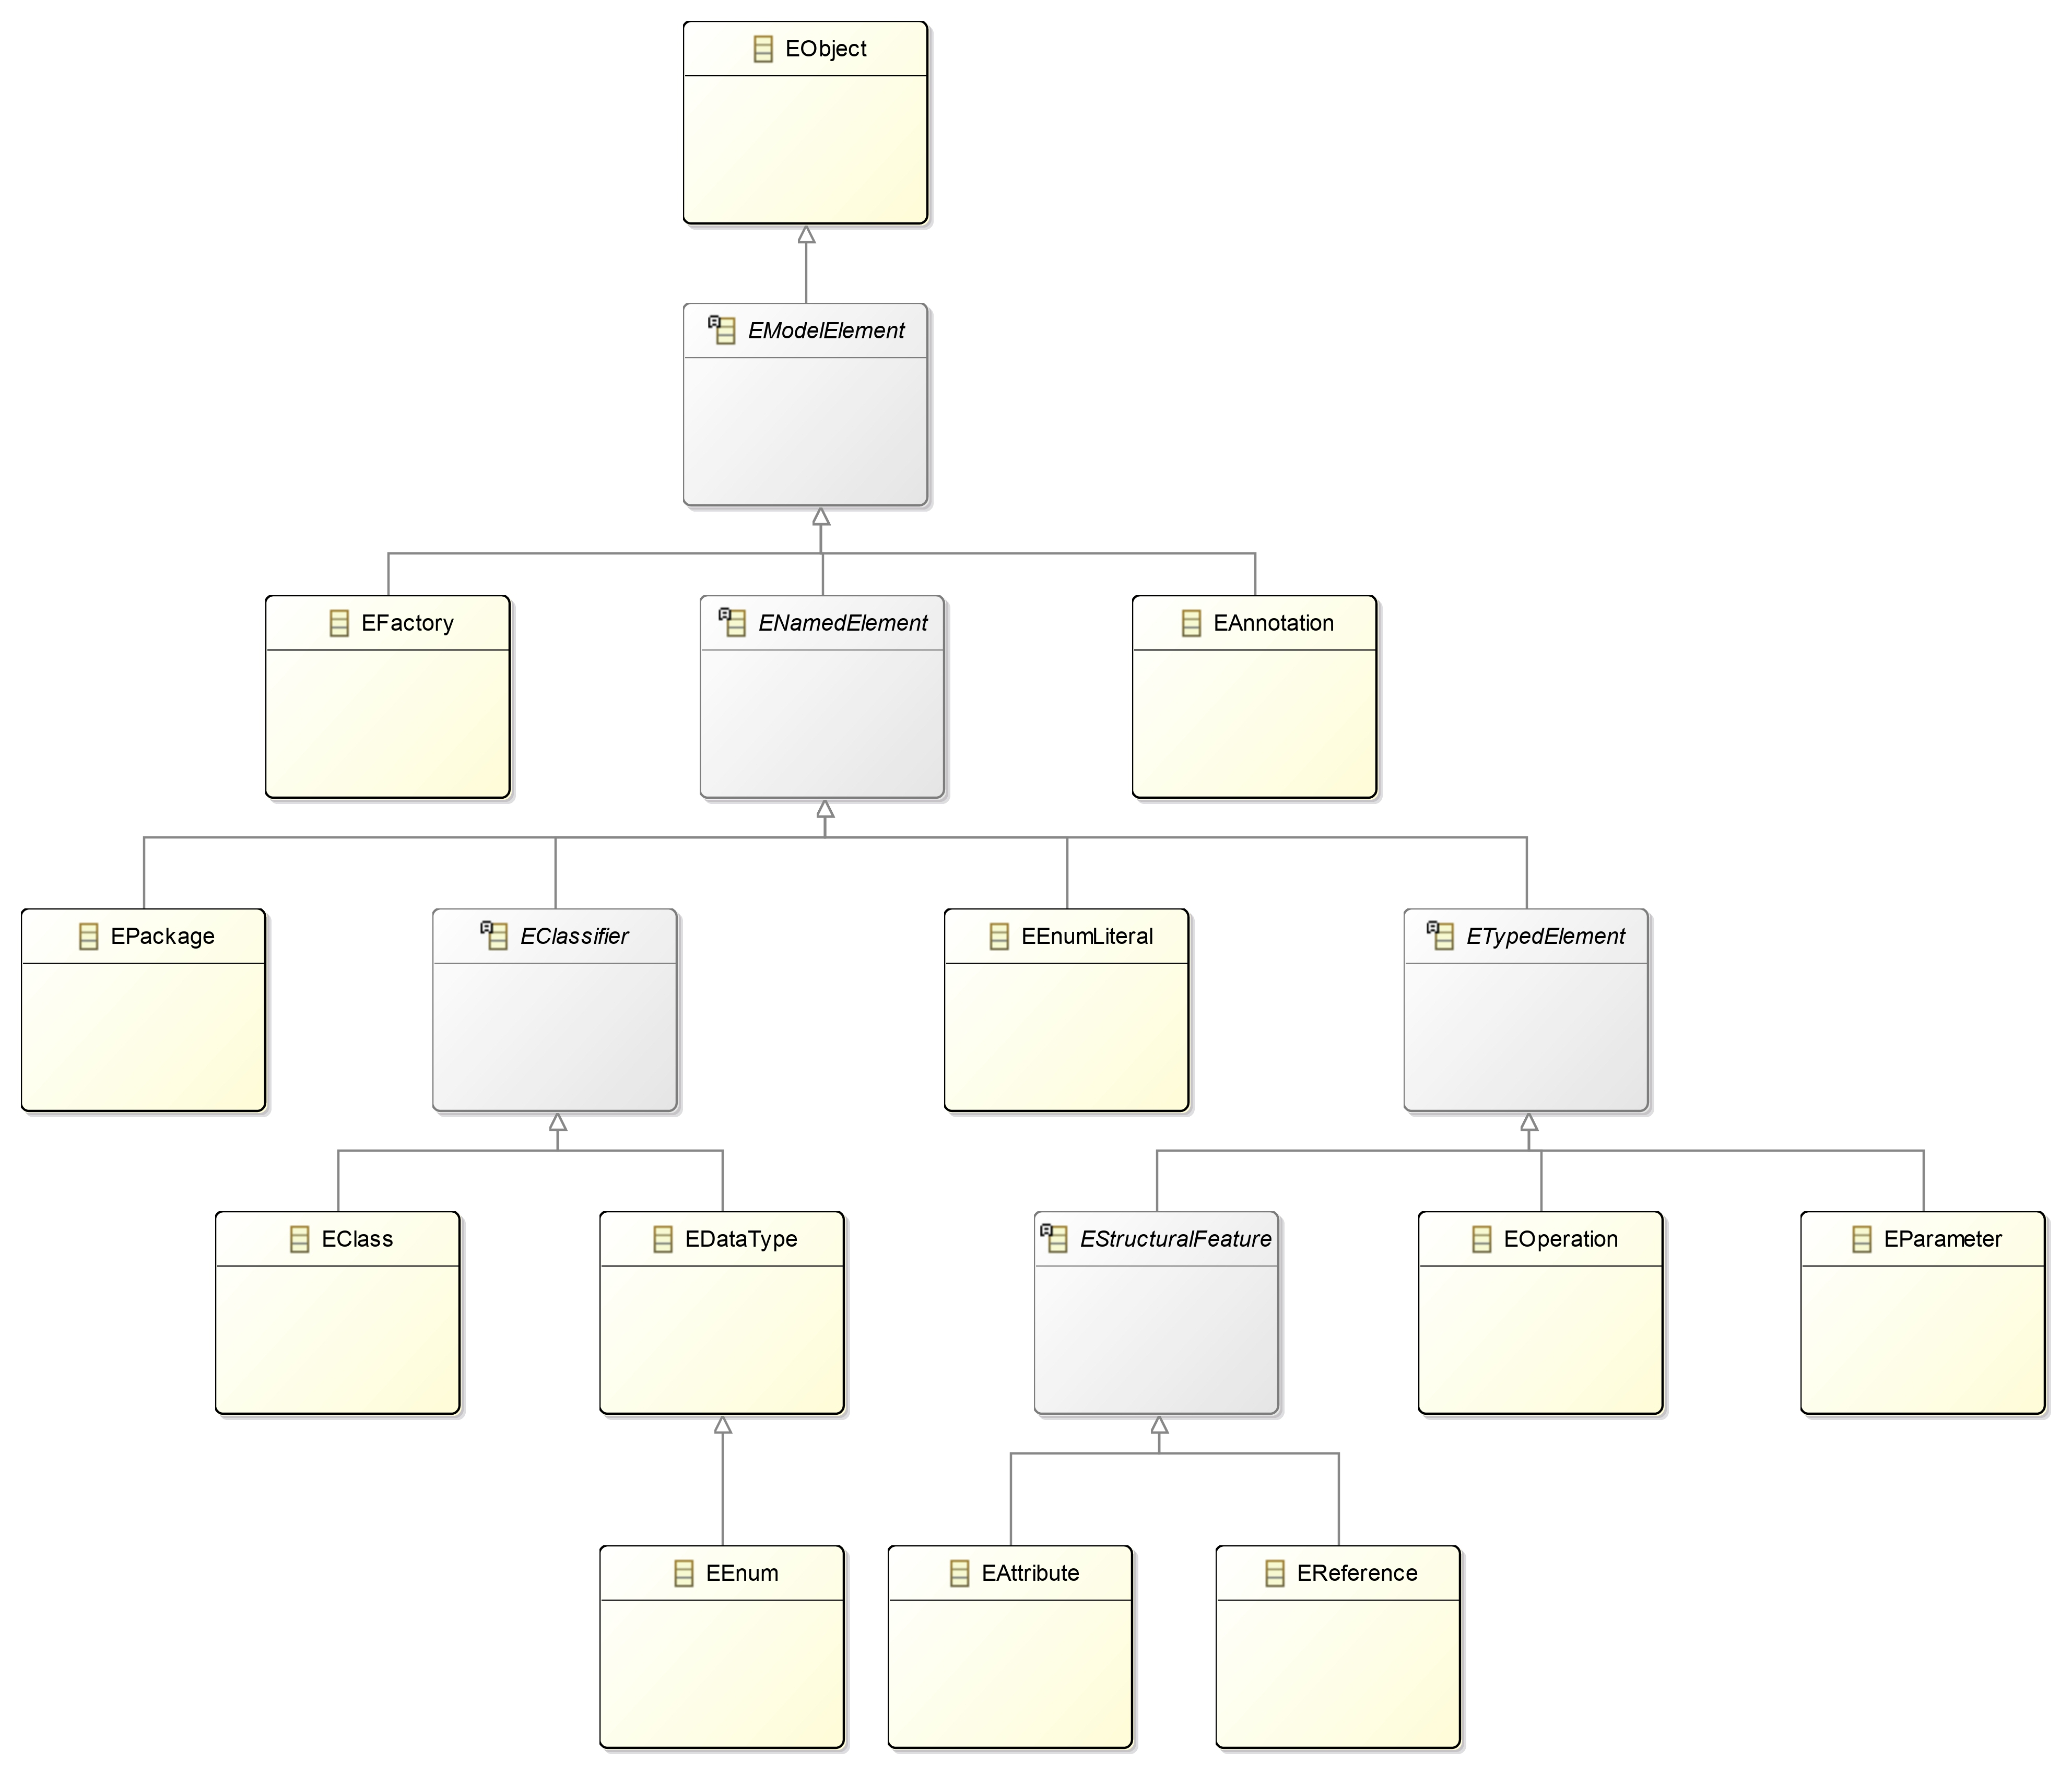 EObject
EModelElement
EFactory
ENamedElement
EAnnotation
EPackage
EClassifier
EEnumLiteral
ETypedElement
EClass
EDataType
EStructuralFeature
EOperation
EParameter
EEnum
EAttribute
EReference